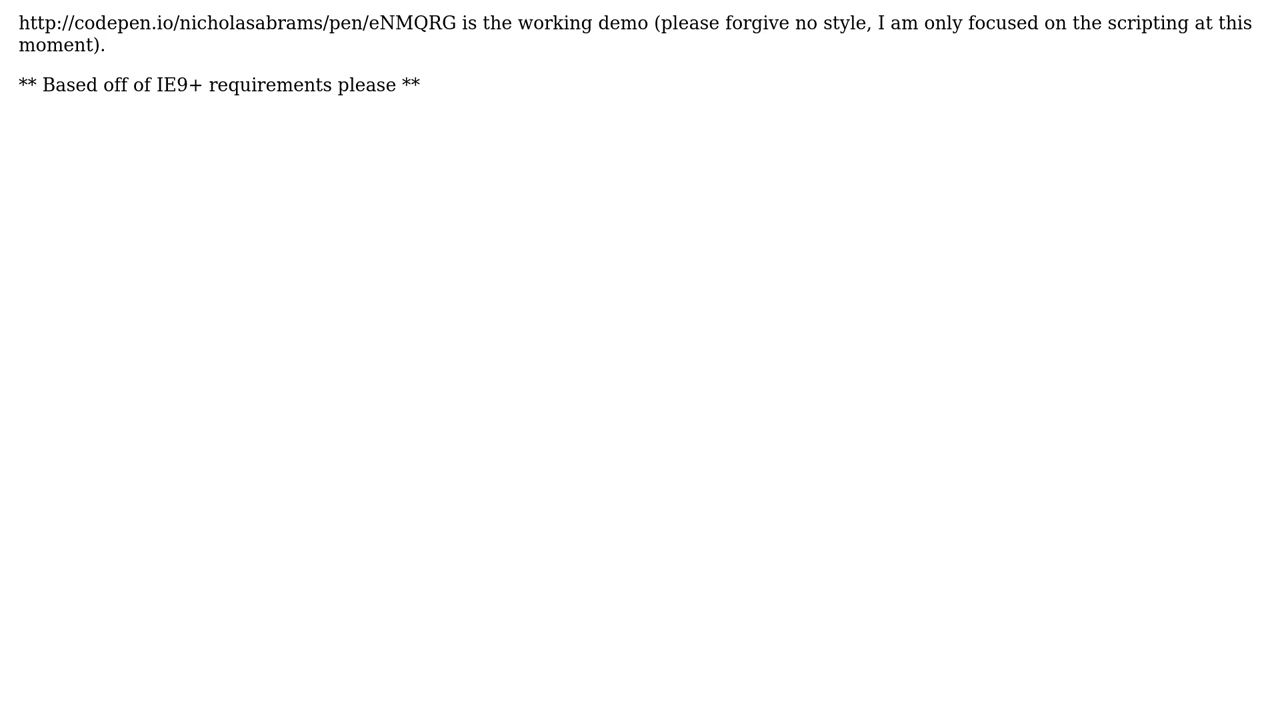 http://codepen.io/nicholasabrams/pen/eNMQRG is the working demo (please forgive no style, I am only focused on the scripting at this
moment).
** Based off of IE9+ requirements please **